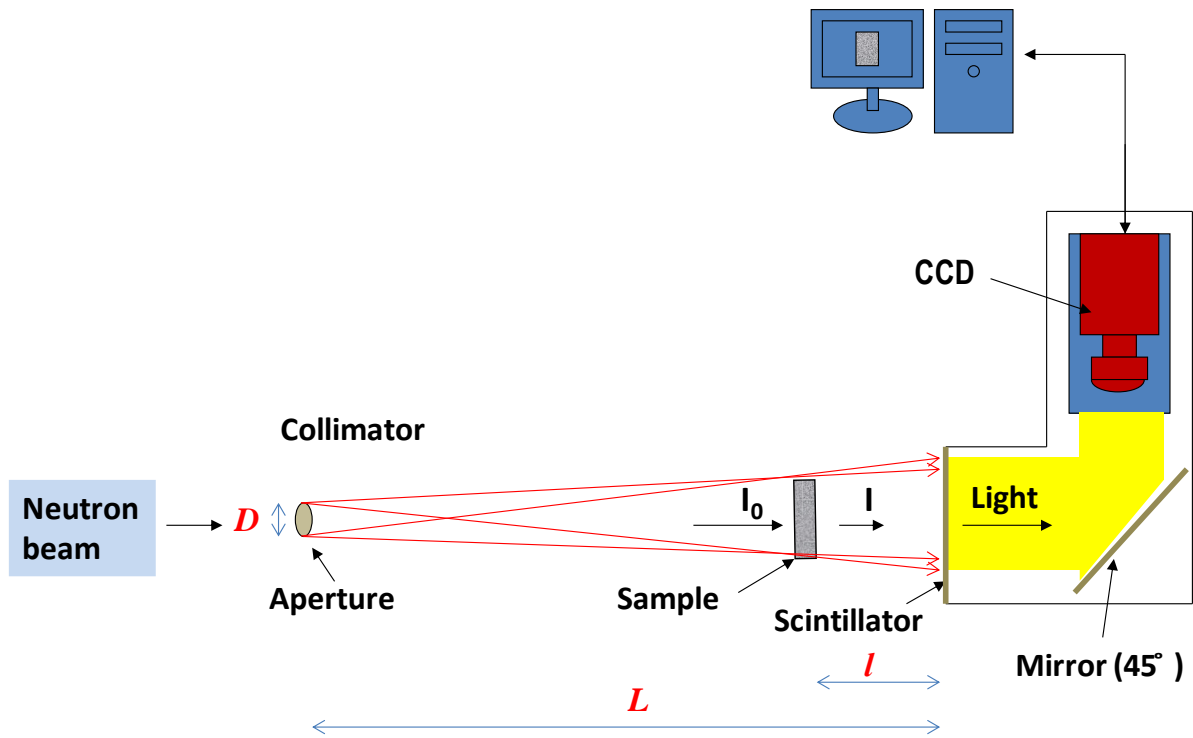 CCD
Collimator
Neutron
beam
D
I₀
I
Light
Aperture
Sample
Scintillator
Mirror (45°)
l
L